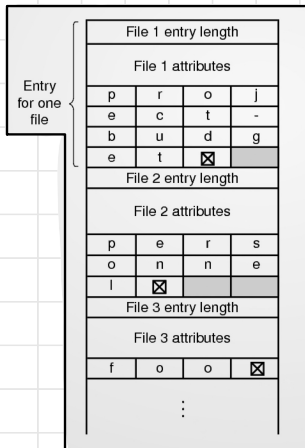 File 1 entry length
File 1 attributes
Entry
for one
file
p r o j
e c t -
b u d g
e t ☒
File 2 entry length
File 2 attributes
p e r s
o n n e
l ☒
File 3 entry length
File 3 attributes
f o o ☒
⋮